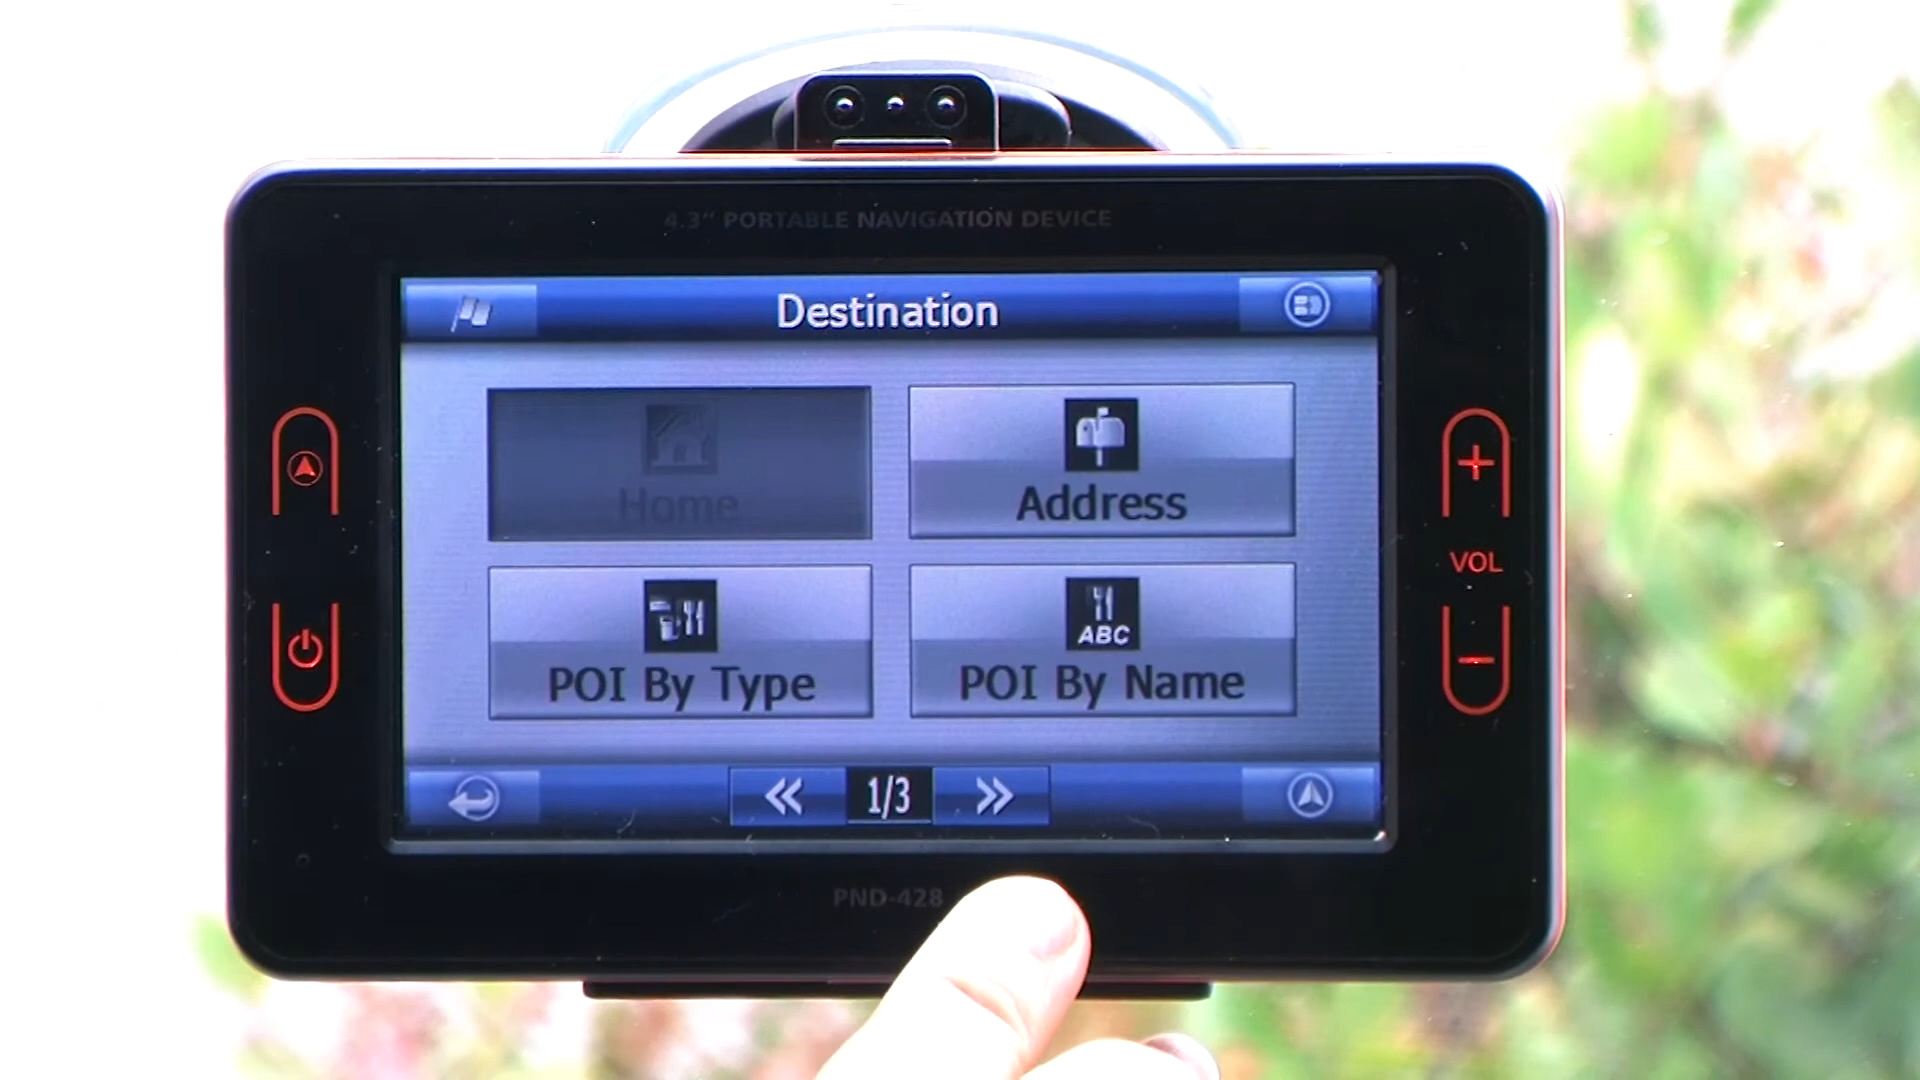 4.3" PORTABLE NAVIGATION DEVICE
Destination
Home
Address
VOL
ABC
POI By Type
POI By Name
1/3
PND-428